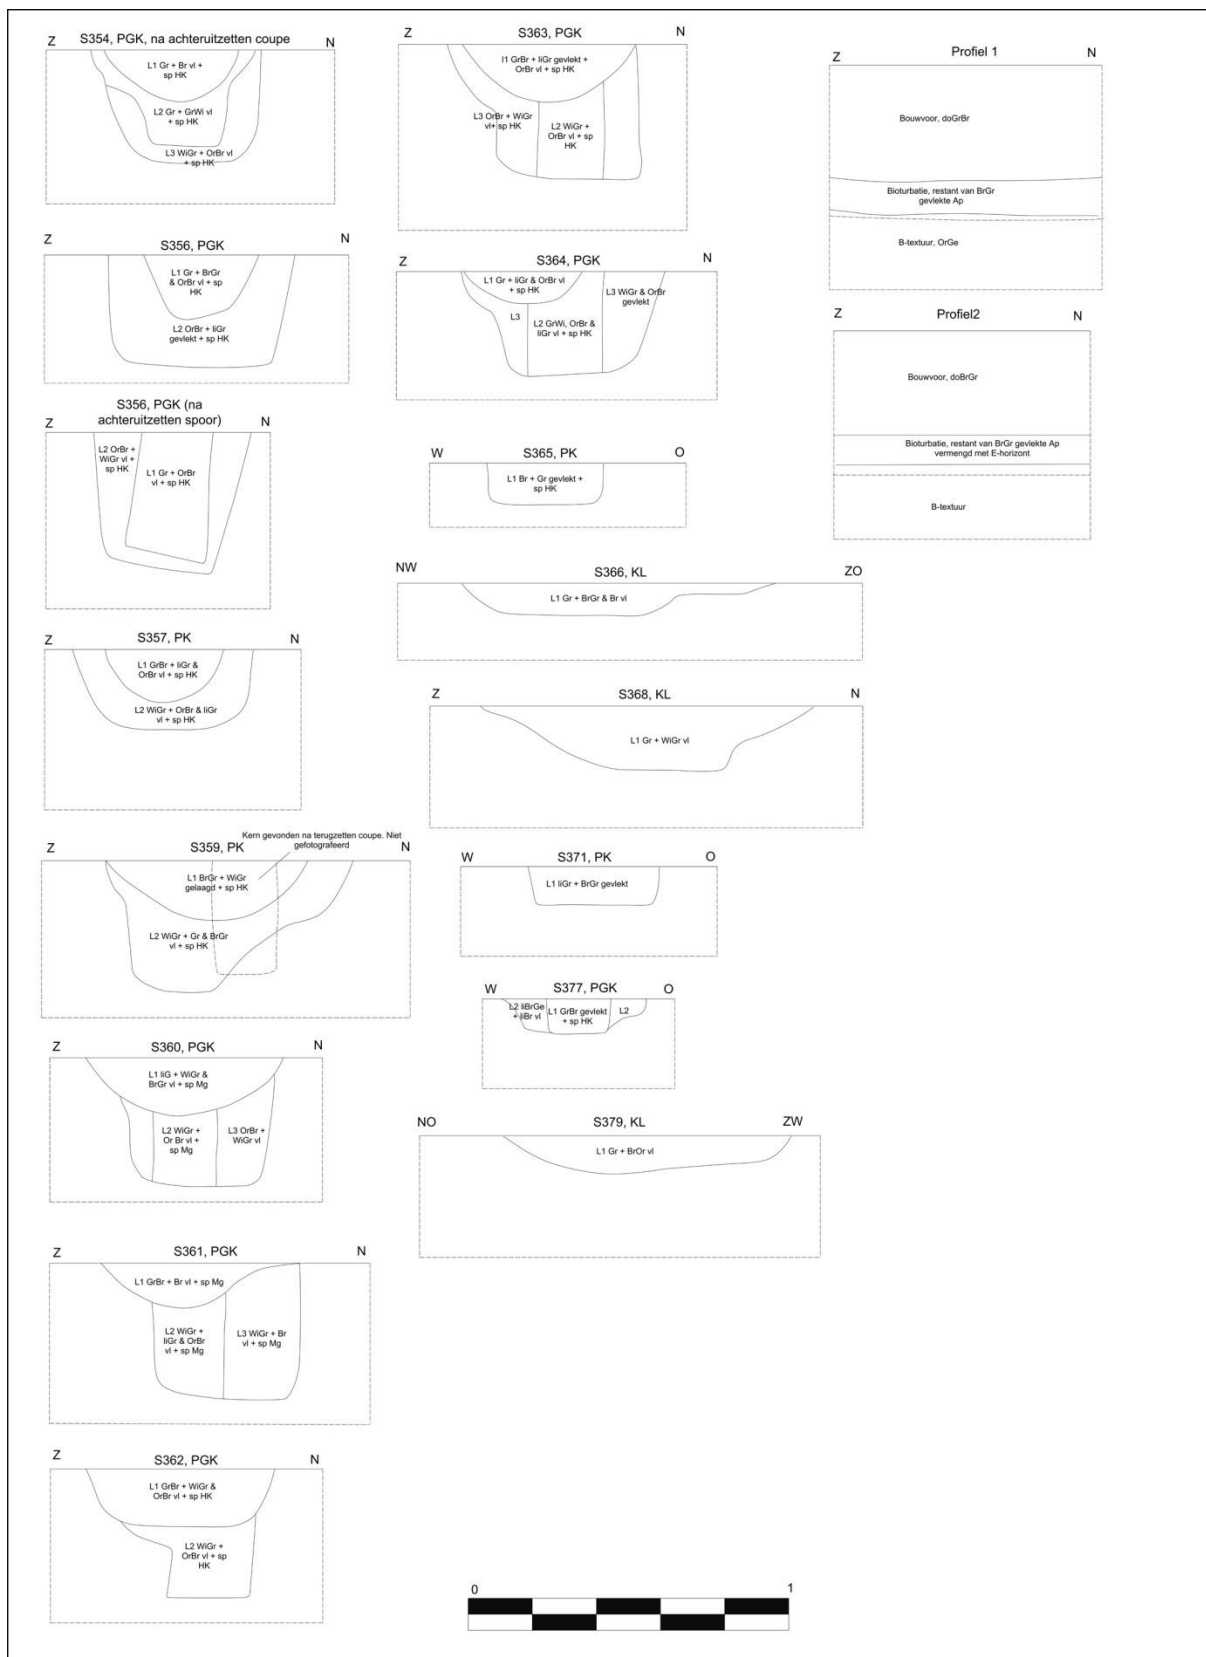 Z S354, PGK, na achteruitzetten coupe N
L1 Gr + Br vl +
sp HK
L2 Gr + GrWi vl
+ sp HK
L3 WiGr + OrBr vl
+ sp HK
Z S356, PGK N
L1 Gr + BrGr
& OrBr vl + sp
HK
L2 OrBr + liGr
gevlekt + sp HK
S356, PGK (na
Z achteruitzetten spoor) N
L2 OrBr +
WiGr vl +
sp HK
L1 Gr + OrBr
vl + sp HK
Z S357, PK N
L1 GrBr + liGr &
OrBr vl + sp HK
L2 WiGr + OrBr & liGr
vl + sp HK
Kern gevonden na terugzetten coupe. Niet
gefotografeerd
Z S359, PK N
L1 BrGr + WiGr
gelaagd + sp HK
L2 WiGr + Gr & BrGr
vl + sp HK
Z S360, PGK N
L1 liG + WiGr &
BrGr vl + sp Mg
L2 WiGr +
Or Br vl +
sp Mg
L3 OrBr +
WiGr vl
Z S361, PGK N
L1 GrBr + Br vl + sp Mg
L2 WiGr +
liGr & OrBr
vl + sp Mg
L3 WiGr + Br
vl + sp Mg
Z S362, PGK N
L1 GrBr + WiGr &
OrBr vl + sp HK
L2 WiGr +
OrBr vl + sp
HK
Z S363, PGK N
l1 GrBr + liGr gevlekt +
OrBr vl + sp HK
L3 OrBr + WiGr
vl+ sp HK
L2 WiGr +
OrBr vl + sp
HK
Z S364, PGK N
L1 Gr + liGr & OrBr vl
+ sp HK
L3 WiGr & OrBr
gevlekt
L3
L2 GrWi, OrBr &
liGr vl + sp HK
W S365, PK O
L1 Br + Gr gevlekt +
sp HK
NW S366, KL ZO
L1 Gr + BrGr & Br vl
Z S368, KL N
L1 Gr + WiGr vl
W S371, PK O
L1 liGr + BrGr gevlekt
W S377, PGK O
L2 liBrGe
+ liBr vl
L1 GrBr gevlekt
+ sp HK
L2
NO S379, KL ZW
L1 Gr + BrOr vl
0 1
Z Profiel 1 N
Bouwvoor, doGrBr
Bioturbatie, restant van BrGr
gevlekte Ap
B-textuur, OrGe
Z Profiel2 N
Bouwvoor, doBrGr
Bioturbatie, restant van BrGr gevlekte Ap
vermengd met E-horizont
B-textuur